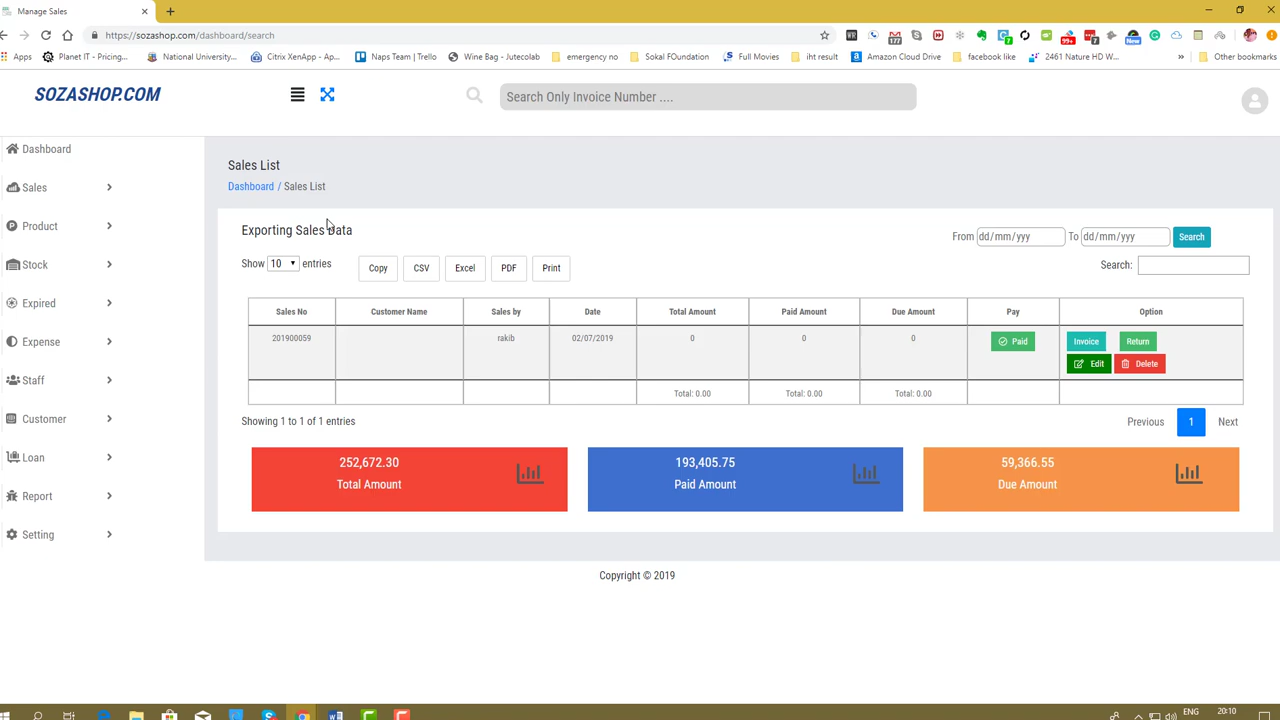 Manage Sales
https://sozashop.com/dashboard/search
Apps
Planet IT - Pricing...
National University...
Citrix XenApp - Ap...
Naps Team | Trello
Wine Bag - Jutecolab
emergency no
Sokal FOundation
Full Movies
iht result
Amazon Cloud Drive
facebook like
2461 Nature HD W...
»
Other bookmarks
SOZASHOP.COM
Search Only Invoice Number ....
Dashboard
Sales
Product
Stock
Expired
Expense
Staff
Customer
Loan
Report
Setting
Sales List
Dashboard / Sales List
Exporting Sales Data
From dd/mm/yyy To dd/mm/yyy Search
Show 10 entries
Copy CSV Excel PDF Print
Search:
Sales No Customer Name Sales by Date Total Amount Paid Amount Due Amount Pay Option
201900059 rakib 02/07/2019 0 0 0 Paid Invoice Return
Edit Delete
Total: 0.00 Total: 0.00 Total: 0.00
Showing 1 to 1 of 1 entries
Previous 1 Next
252,672.30
Total Amount
193,405.75
Paid Amount
59,366.55
Due Amount
Copyright © 2019
ENG
20:10